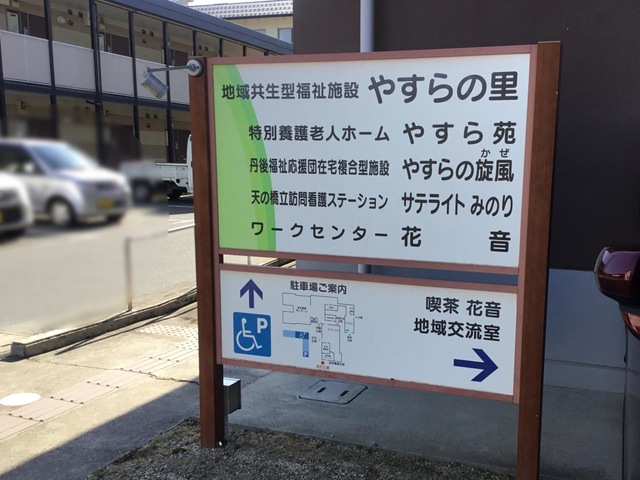 地域共生型福祉施設 やすらの里
特別養護老人ホーム やすら苑
かぜ
丹後福祉応援団在宅複合型施設 やすらの旋風
天の橋立訪問看護ステーション サテライトみのり
ワークセンター 花音
駐車場ご案内
P
喫茶 花音
地域交流室